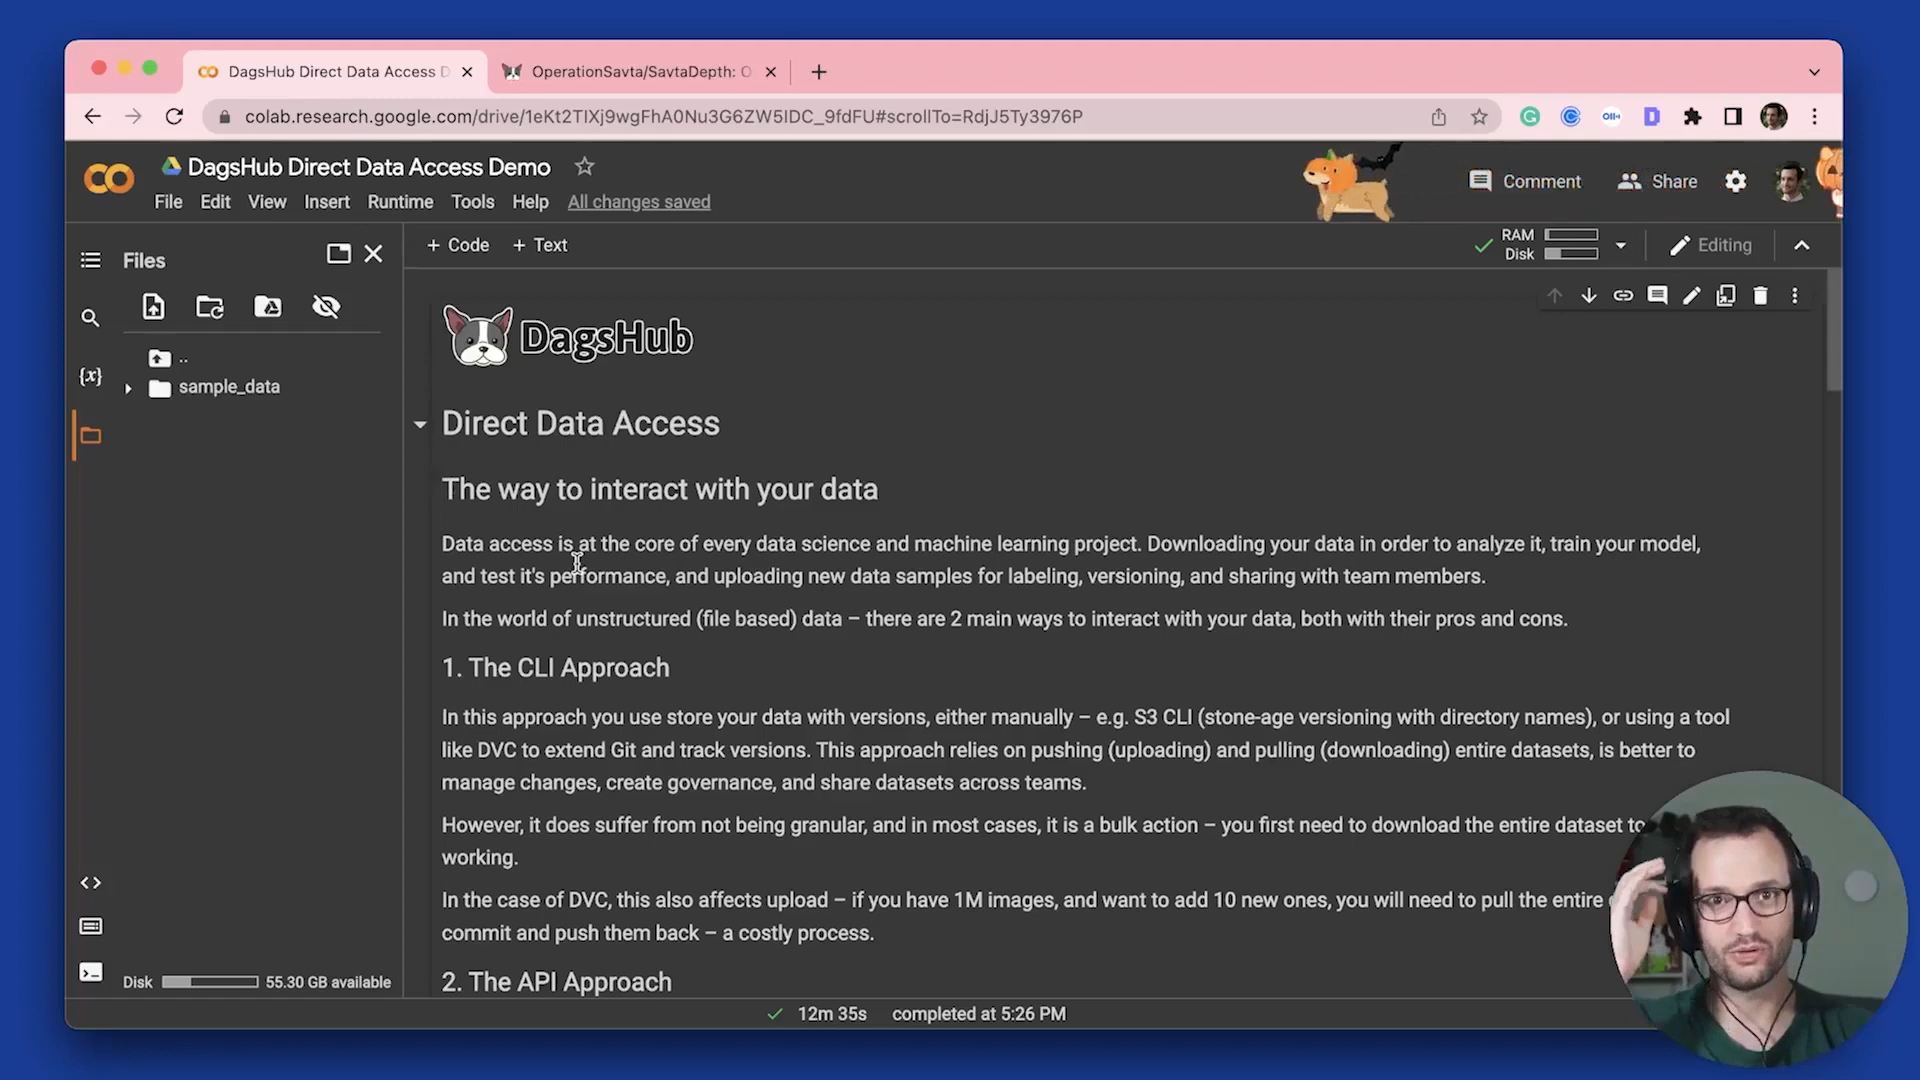 DagsHub Direct Data Access D
OperationSavta/SavtaDepth: O
colab.research.google.com/drive/1eKt2TIXj9wgFhA0Nu3G6ZW5IDC_9fdFU#scrollTo=RdjJ5Ty3976P
DagsHub Direct Data Access Demo
Comment
Share
File Edit View Insert Runtime Tools Help All changes saved
Files
+ Code + Text
RAM
Disk
Editing
..
sample_data
{x}
DagsHub
Direct Data Access
The way to interact with your data
Data access is at the core of every data science and machine learning project. Downloading your data in order to analyze it, train your model,
and test it's performance, and uploading new data samples for labeling, versioning, and sharing with team members.
In the world of unstructured (file based) data – there are 2 main ways to interact with your data, both with their pros and cons.
1. The CLI Approach
In this approach you use store your data with versions, either manually – e.g. S3 CLI (stone-age versioning with directory names), or using a tool
like DVC to extend Git and track versions. This approach relies on pushing (uploading) and pulling (downloading) entire datasets, is better to
manage changes, create governance, and share datasets across teams.
However, it does suffer from not being granular, and in most cases, it is a bulk action – you first need to download the entire dataset to
working.
In the case of DVC, this also affects upload – if you have 1M images, and want to add 10 new ones, you will need to pull the entire
commit and push them back – a costly process.
2. The API Approach
Disk 55.30 GB available
12m 35s completed at 5:26 PM